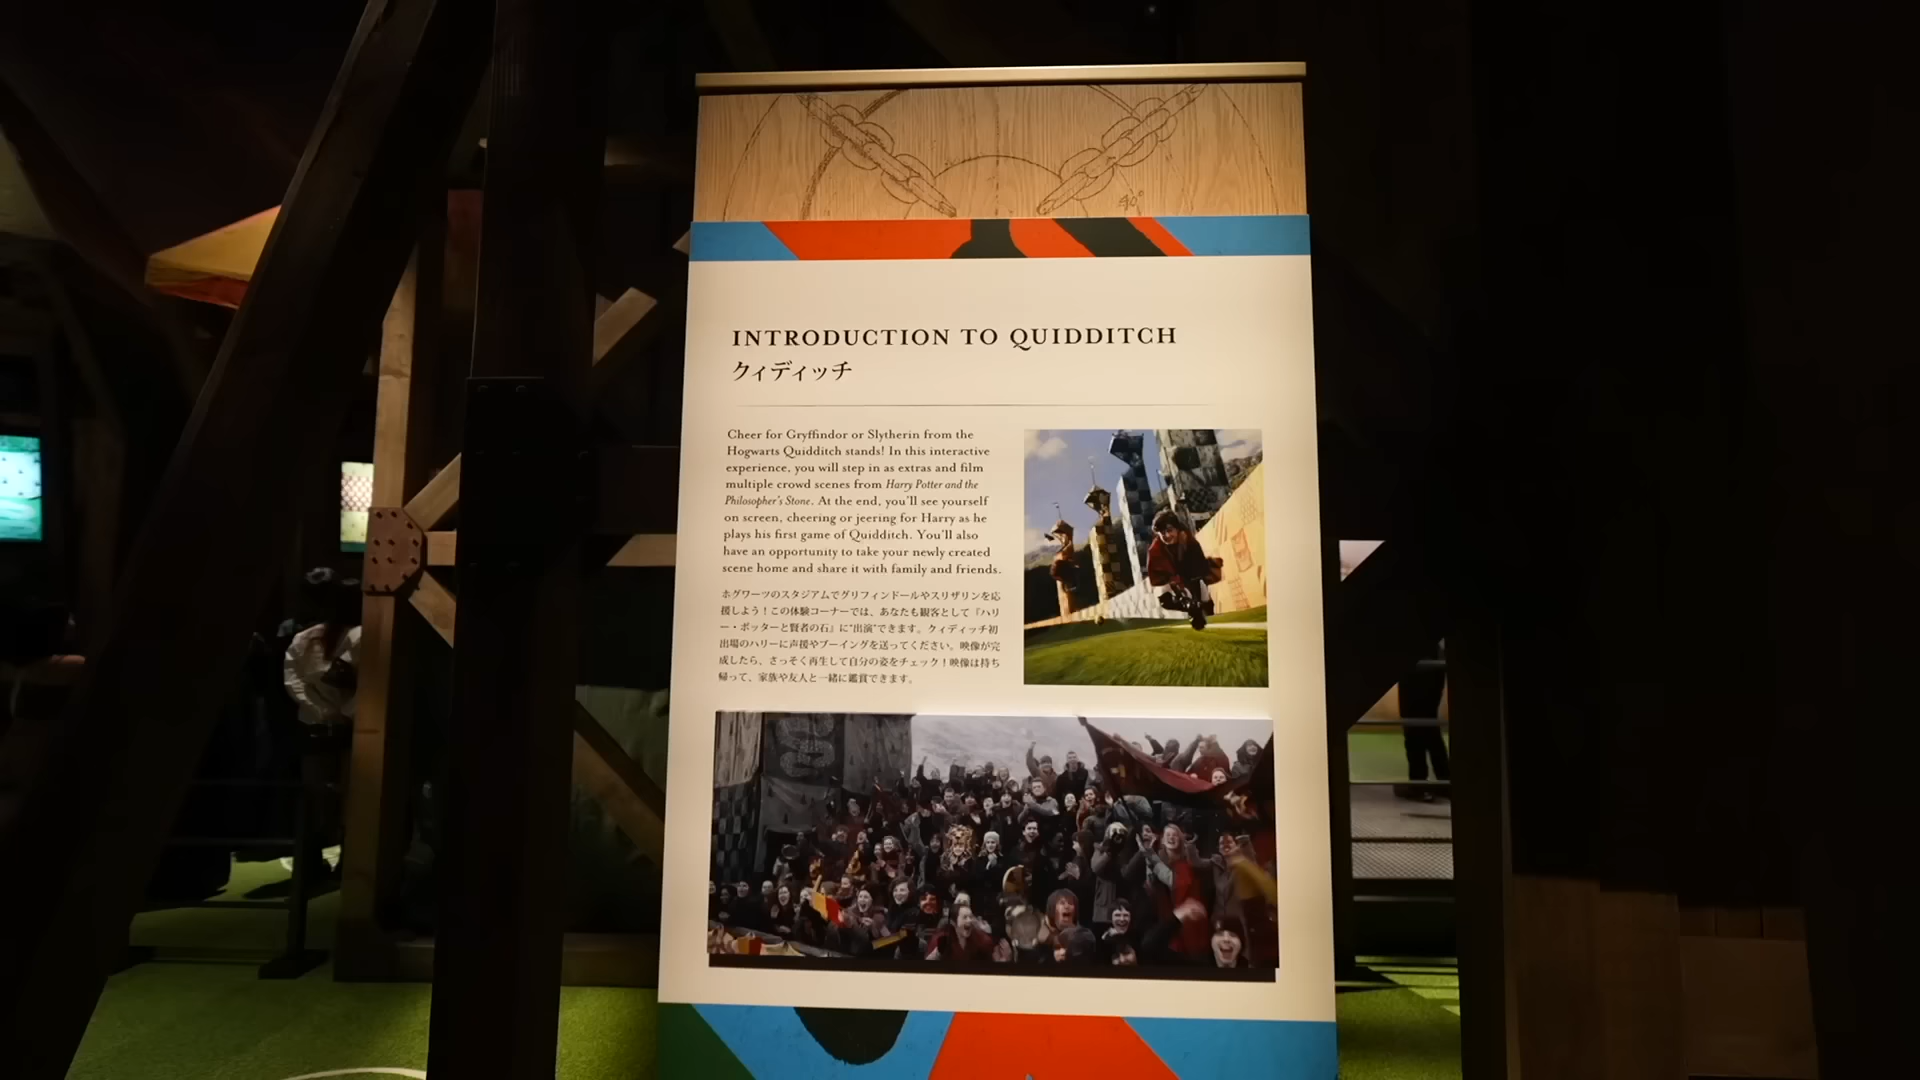 40°
INTRODUCTION TO QUIDDITCH
クィディッチ
Cheer for Gryffindor or Slytherin from the
Hogwarts Quidditch stands! In this interactive
experience, you will step in as extras and film
multiple crowd scenes from Harry Potter and the
Philosopher's Stone. At the end, you'll see yourself
on screen, cheering or jeering for Harry as he
plays his first game of Quidditch. You'll also
have an opportunity to take your newly created
scene home and share it with family and friends.
ホグワーツのスタジアムでグリフィンドールやスリザリンを応
援しよう！この体験コーナーでは、あなたも観客として『ハリ
ー・ポッターと賢者の石』に"出演"できます。クィディッチ初
出場のハリーに声援やブーイングを送ってください。映像が完
成したら、さっそく再生して自分の姿をチェック！映像は持ち
帰って、家族や友人と一緒に鑑賞できます。